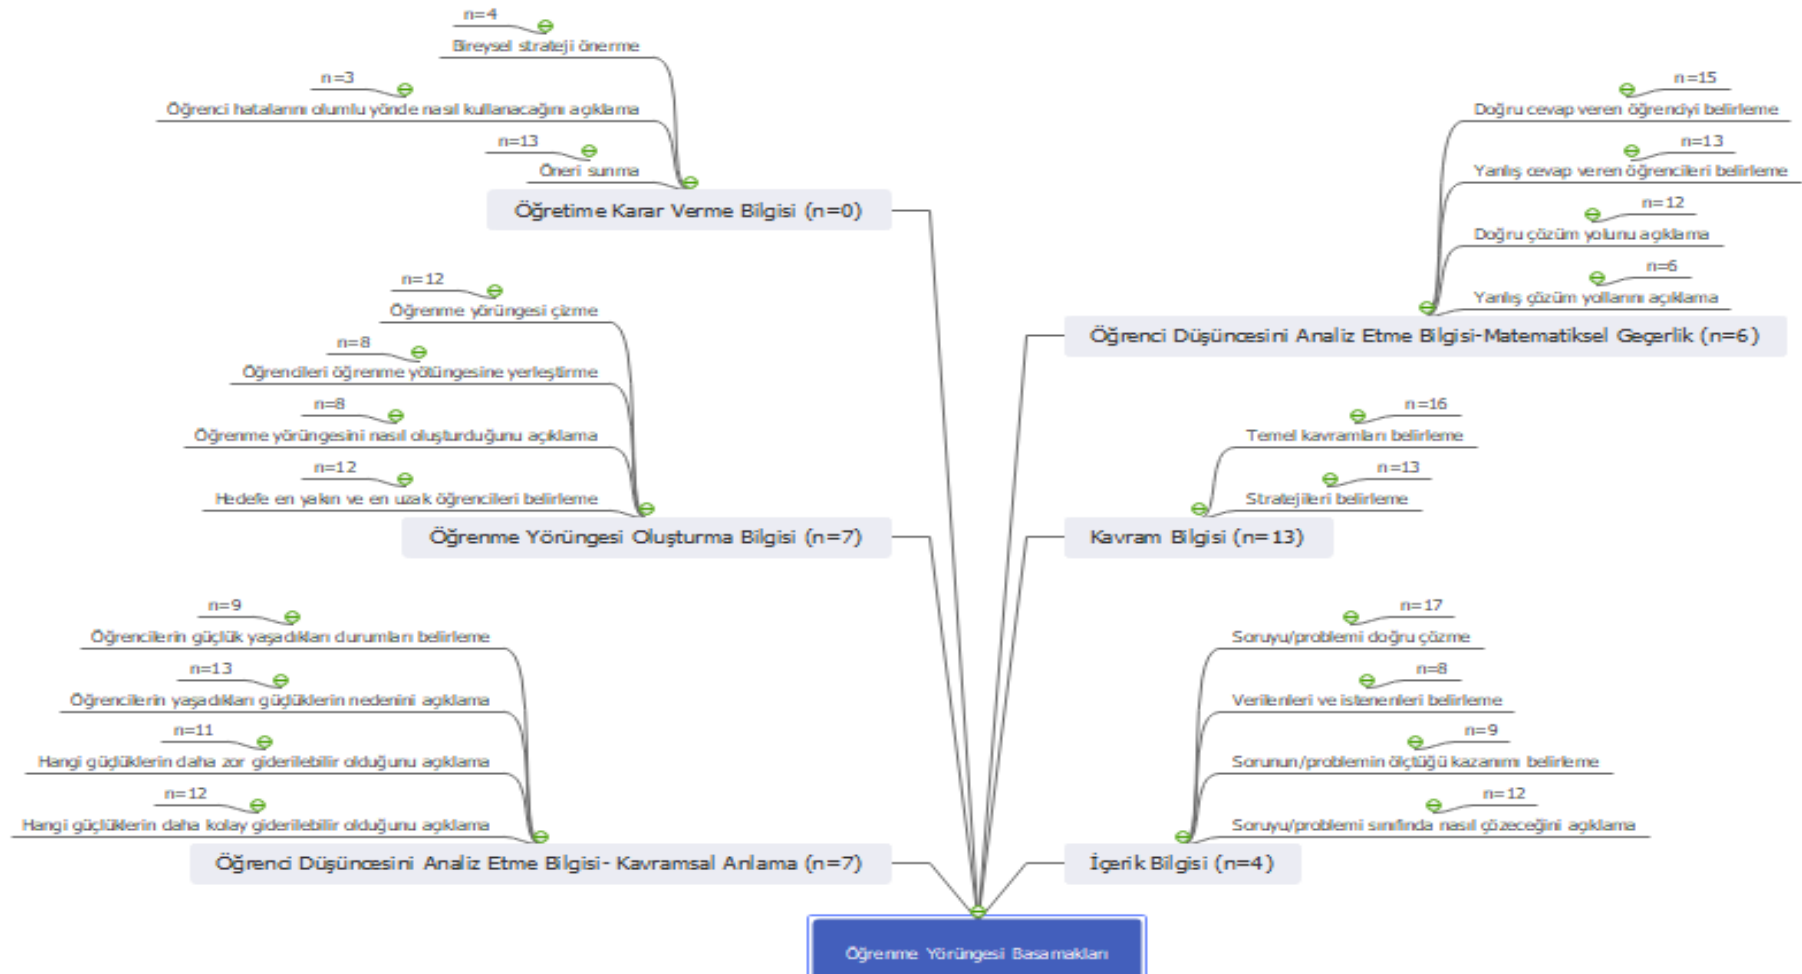 n=4
Bireysel strateji önerme
n=3
Öğrenci hatalarını olumlu yönde nasıl kullanacağını açıklama
n=13
Öneri sunma
Öğretime Karar Verme Bilgisi (n=0)
n=12
Öğrenme yörüngesi çizme
n=8
Öğrencileri öğrenme yötüngesine yerleştirme
n=8
Öğrenme yörüngesini nasıl oluşturduğunu açıklama
n=12
Hedefe en yakın ve en uzak öğrencileri belirleme
Öğrenme Yörüngesi Oluşturma Bilgisi (n=7)
n=9
Öğrencilerin güçlük yaşadıkları durumları belirleme
n=13
Öğrencilerin yaşadıkları güçlüklerin nedenini açıklama
n=11
Hangi güçlüklerin daha zor giderilebilir olduğunu açıklama
n=12
Hangi güçlüklerin daha kolay giderilebilir olduğunu açıklama
Öğrenci Düşüncesini Analiz Etme Bilgisi- Kavramsal Anlama (n=7)
n=15
Doğru cevap veren öğrenciyi belirleme
n=13
Yanlış cevap veren öğrencileri belirleme
n=12
Doğru çözüm yolunu açıklama
n=6
Yanlış çözüm yollarını açıklama
Öğrenci Düşüncesini Analiz Etme Bilgisi-Matematiksel Geçerlik (n=6)
n=16
Temel kavramları belirleme
n=13
Stratejileri belirleme
Kavram Bilgisi (n=13)
n=17
Soruyu/problemi doğru çözme
n=8
Verilenleri ve istenenleri belirleme
n=9
Sorunun/problemin ölçtüğü kazanımı belirleme
n=12
Soruyu/problemi sınıfında nasıl çözeceğini açıklama
İçerik Bilgisi (n=4)
Öğrenme Yörüngesi Basamakları